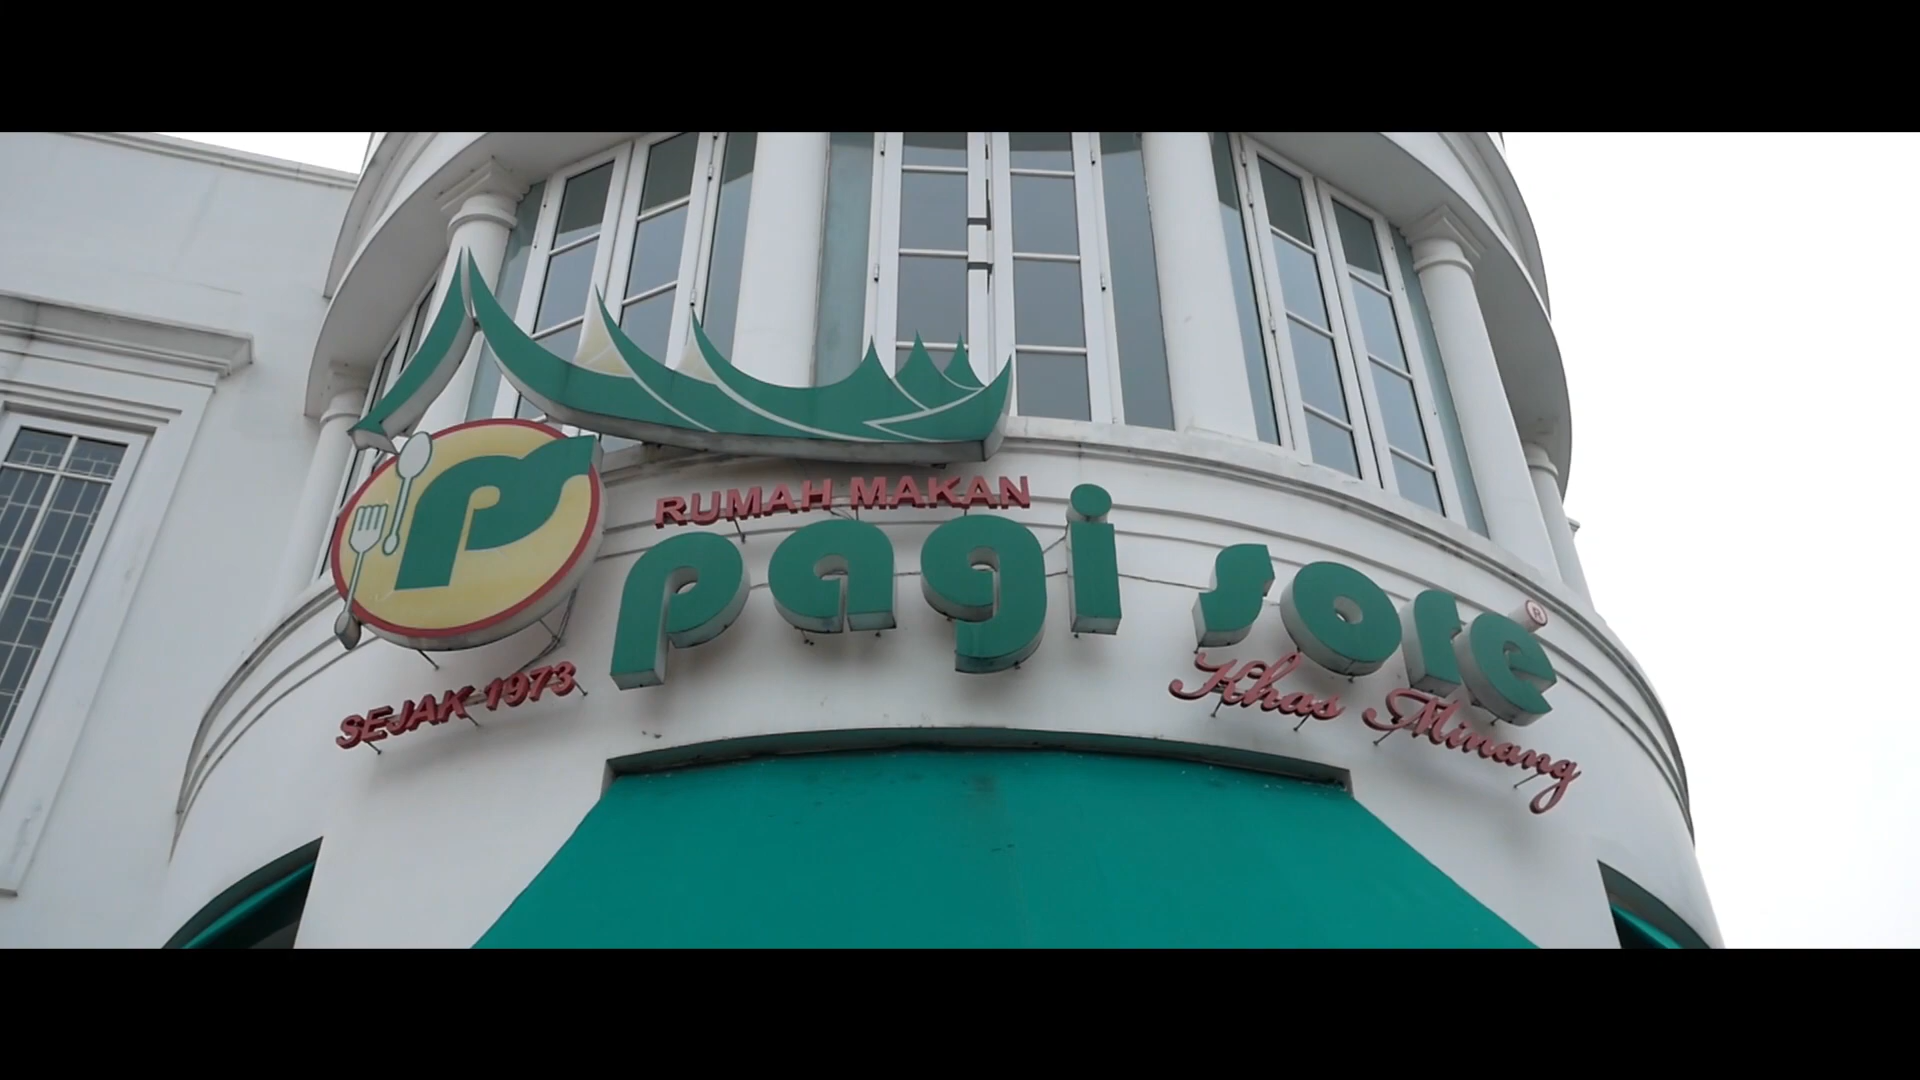 P
RUMAH MAKAN
pagi sore ®
SEJAK 1973
Khas Minang